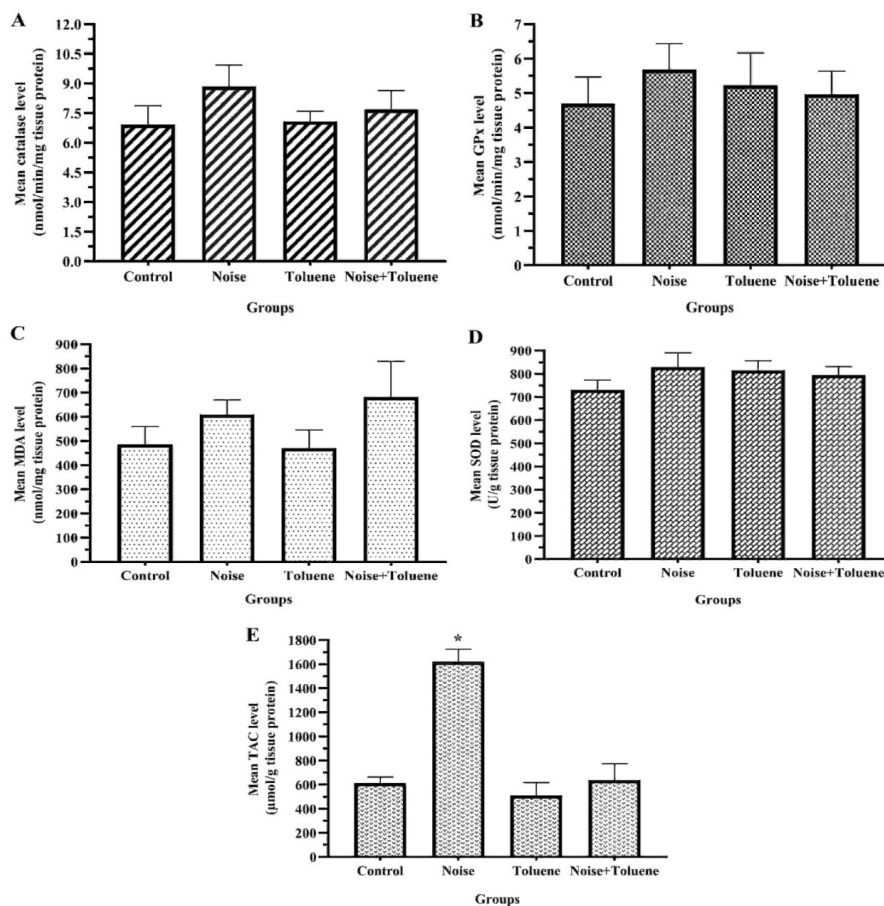 A
Mean catalase level
(nmol/min/mg tissue protein)
12.0
10.5
9.0
7.5
6.0
4.5
3.0
1.5
0.0
Control Noise Toluene Noise+Toluene
Groups
B
Mean GPx level
(nmol/min/mg tissue protein)
7
6
5
4
3
2
1
0
Control Noise Toluene Noise+Toluene
Groups
C
Mean MDA level
(nmol/mg tissue protein)
900
800
700
600
500
400
300
200
100
0
Control Noise Toluene Noise+Toluene
Groups
D
Mean SOD level
(U/g tissue protein)
900
800
700
600
500
400
300
200
100
0
Control Noise Toluene Noise+Toluene
Groups
E
Mean TAC level
(μmol/g tissue protein)
1800
1600
1400
1200
1000
800
600
400
200
0
*
Control Noise Toluene Noise+Toluene
Groups